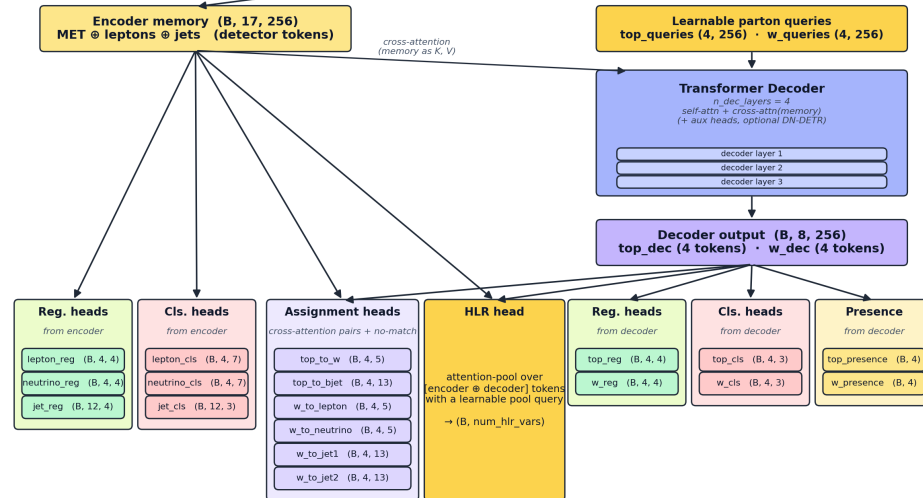 Encoder memory (B, 17, 256)
MET ⊕ leptons ⊕ jets (detector tokens)
cross-attention
(memory as K, V)
Learnable parton queries
top_queries (4, 256) · w_queries (4, 256)
Transformer Decoder
n_dec_layers = 4
self-attn + cross-attn(memory)
(+ aux heads, optional DN-DETR)
decoder layer 1
decoder layer 2
decoder layer 3
Decoder output (B, 8, 256)
top_dec (4 tokens) · w_dec (4 tokens)
Reg. heads
from encoder
lepton_reg (B, 4, 4)
neutrino_reg (B, 4, 4)
jet_reg (B, 12, 4)
Cls. heads
from encoder
lepton_cls (B, 4, 7)
neutrino_cls (B, 4, 7)
jet_cls (B, 12, 3)
Assignment heads
cross-attention pairs + no-match
top_to_w (B, 4, 5)
top_to_bjet (B, 4, 13)
w_to_lepton (B, 4, 5)
w_to_neutrino (B, 4, 5)
w_to_jet1 (B, 4, 13)
w_to_jet2 (B, 4, 13)
HLR head
attention-pool over
[encoder ⊕ decoder] tokens
with a learnable pool query
→ (B, num_hlr_vars)
Reg. heads
from decoder
top_reg (B, 4, 4)
w_reg (B, 4, 4)
Cls. heads
from decoder
top_cls (B, 4, 3)
w_cls (B, 4, 3)
Presence
from decoder
top_presence (B, 4)
w_presence (B, 4)